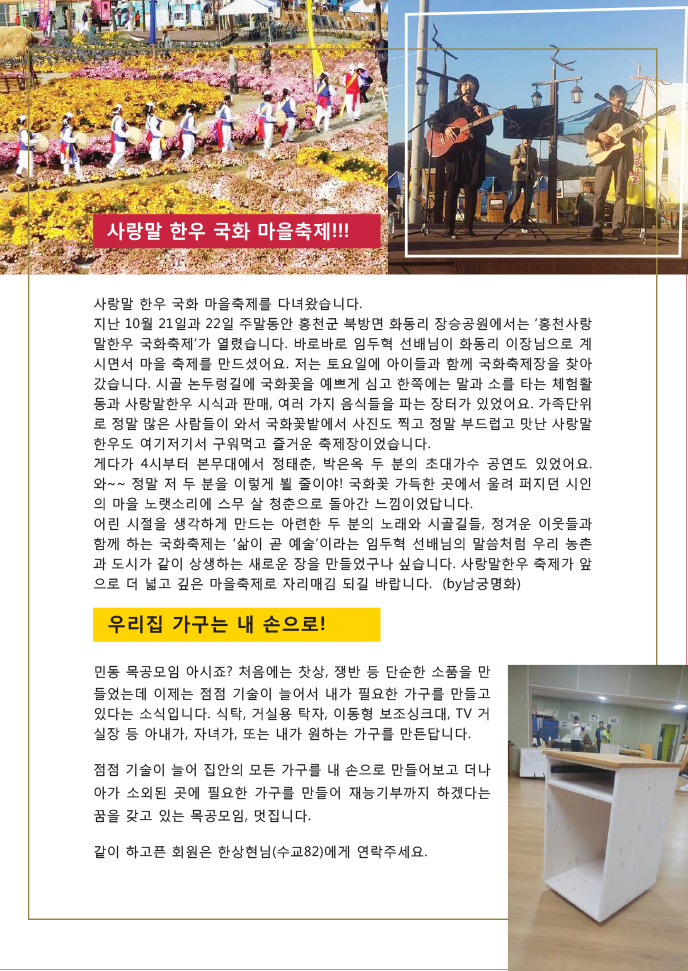 사랑말 한우 국화 마을축제!!!
사랑말 한우 국화 마을축제를 다녀왔습니다.
지난 10월 21일과 22일 주말동안 홍천군 북방면 화동리 장승공원에서는 '홍천사랑
말한우 국화축제'가 열렸습니다. 바로바로 임두혁 선배님이 화동리 이장님으로 계
시면서 마을 축제를 만드셨어요. 저는 토요일에 아이들과 함께 국화축제장을 찾아
갔습니다. 시골 논두렁길에 국화꽃을 예쁘게 심고 한쪽에는 말과 소를 타는 체험활
동과 사랑말한우 시식과 판매, 여러 가지 음식들을 파는 장터가 있었어요. 가족단위
로 정말 많은 사람들이 와서 국화꽃밭에서 사진도 찍고 정말 부드럽고 맛난 사랑말
한우도 여기저기서 구워먹고 즐거운 축제장이었습니다.
게다가 4시부터 본무대에서 정태춘, 박은옥 두 분의 초대가수 공연도 있었어요.
와~~ 정말 저 두 분을 이렇게 뵐 줄이야! 국화꽃 가득한 곳에서 울려 퍼지던 시인
의 마을 노랫소리에 스무 살 청춘으로 돌아간 느낌이었답니다.
어린 시절을 생각하게 만드는 아련한 두 분의 노래와 시골길들, 정겨운 이웃들과
함께 하는 국화축제는 '삶이 곧 예술'이라는 임두혁 선배님의 말씀처럼 우리 농촌
과 도시가 같이 상생하는 새로운 장을 만들었구나 싶습니다. 사랑말한우 축제가 앞
으로 더 넓고 깊은 마을축제로 자리매김 되길 바랍니다. (by남궁명화)
우리집 가구는 내 손으로!
민동 목공모임 아시죠? 처음에는 찻상, 쟁반 등 단순한 소품을 만
들었는데 이제는 점점 기술이 늘어서 내가 필요한 가구를 만들고
있다는 소식입니다. 식탁, 거실용 탁자, 이동형 보조싱크대, TV 거
실장 등 아내가, 자녀가, 또는 내가 원하는 가구를 만든답니다.
점점 기술이 늘어 집안의 모든 가구를 내 손으로 만들어보고 더나
아가 소외된 곳에 필요한 가구를 만들어 재능기부까지 하겠다는
꿈을 갖고 있는 목공모임, 멋집니다.
같이 하고픈 회원은 한상현님(수교82)에게 연락주세요.